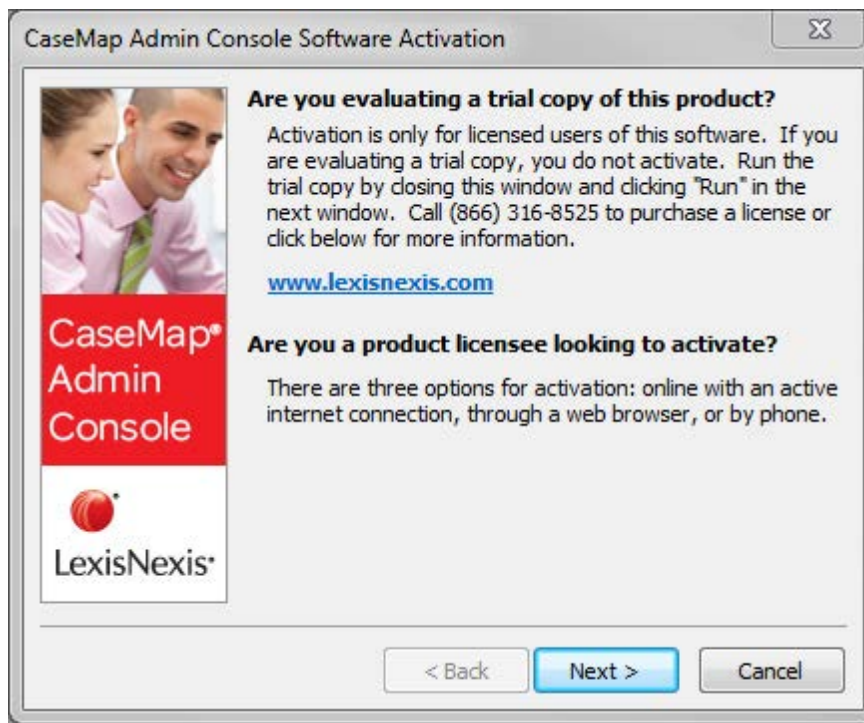 CaseMap Admin Console Software Activation
Are you evaluating a trial copy of this product?
Activation is only for licensed users of this software. If you
are evaluating a trial copy, you do not activate. Run the
trial copy by closing this window and clicking "Run" in the
next window. Call (866) 316-8525 to purchase a license or
click below for more information.
www.lexisnexis.com
CaseMap®
Admin
Console
LexisNexis®
Are you a product licensee looking to activate?
There are three options for activation: online with an active
internet connection, through a web browser, or by phone.
< Back
Next >
Cancel